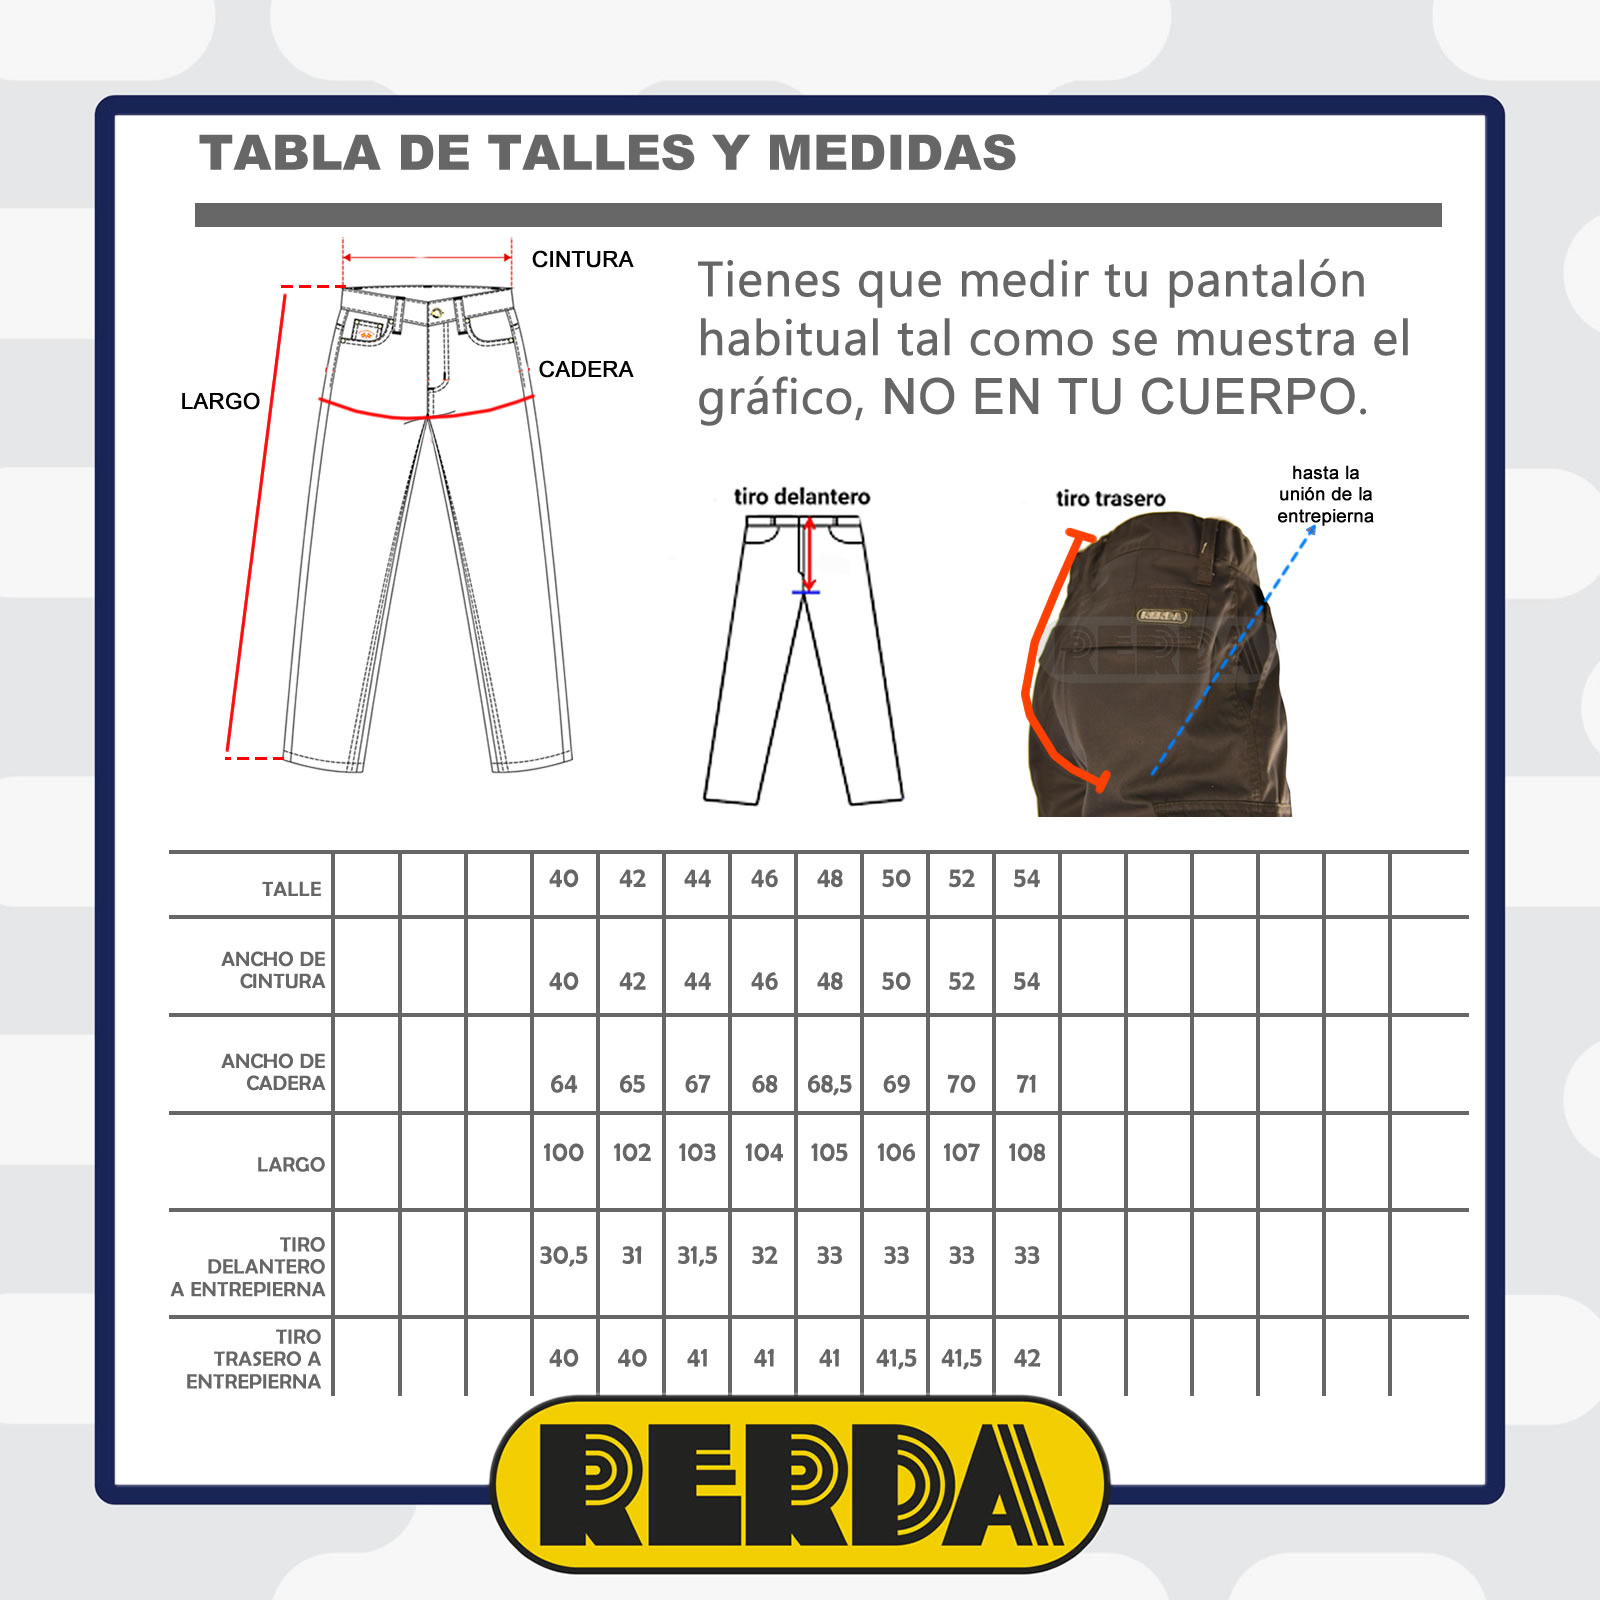 TABLA DE TALLES Y MEDIDAS
CINTURA
CADERA
LARGO
Tienes que medir tu pantalón
habitual tal como se muestra el
gráfico, NO EN TU CUERPO.
tiro delantero
tiro trasero
hasta la
unión de la
entrepierna
RERDA
RERDA
TALLE 40 42 44 46 48 50 52 54
ANCHO DE
CINTURA 40 42 44 46 48 50 52 54
ANCHO DE
CADERA 64 65 67 68 68,5 69 70 71
LARGO 100 102 103 104 105 106 107 108
TIRO
DELANTERO 30,5 31 31,5 32 33 33 33 33
A ENTREPIERNA
TIRO
TRASERO A 40 40 41 41 41 41,5 41,5 42
ENTREPIERNA
RERDA